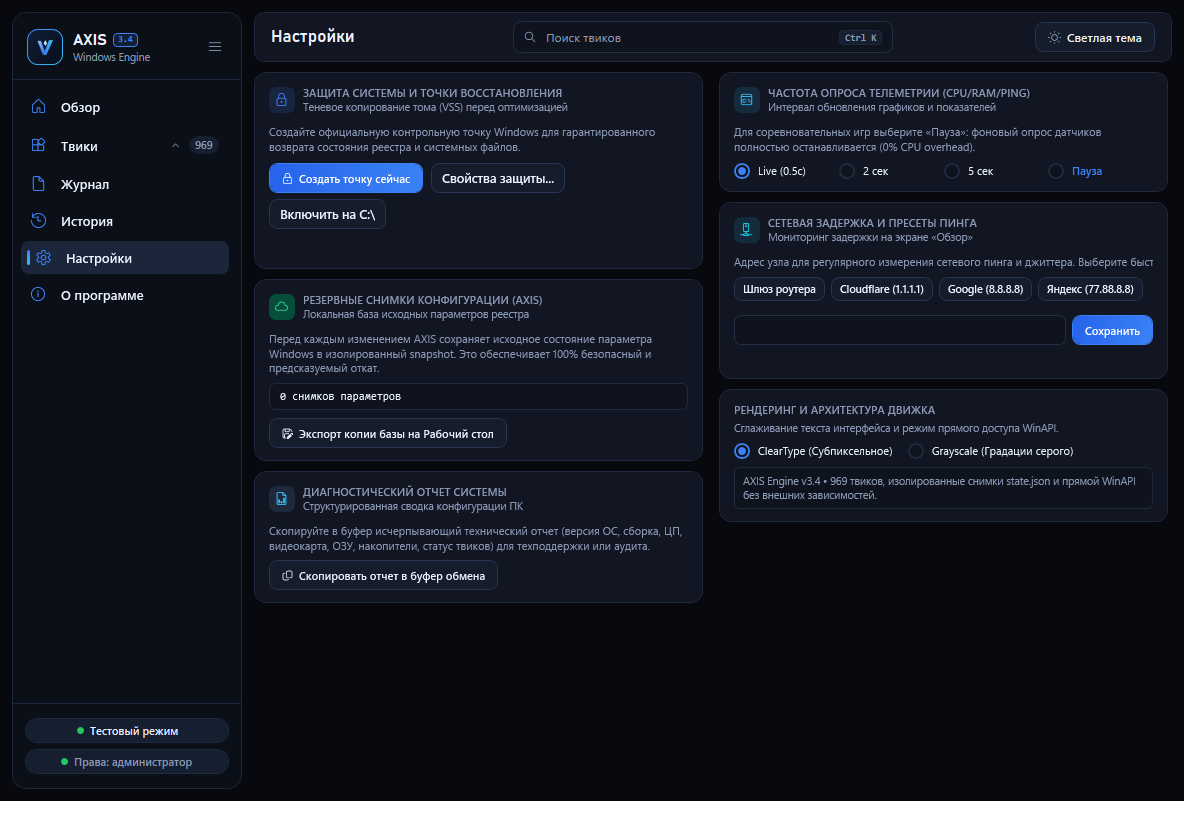 AXIS 3.4
Windows Engine
Обзор
Твики 969
Журнал
История
Настройки
О программе
Тестовый режим
Права: администратор
Настройки
Поиск твиков Ctrl K
Светлая тема
ЗАЩИТА СИСТЕМЫ И ТОЧКИ ВОССТАНОВЛЕНИЯ
Теневое копирование тома (VSS) перед оптимизацией
Создайте официальную контрольную точку Windows для гарантированного
возврата состояния реестра и системных файлов.
Создать точку сейчас
Свойства защиты...
Включить на C:\
РЕЗЕРВНЫЕ СНИМКИ КОНФИГУРАЦИИ (AXIS)
Локальная база исходных параметров реестра
Перед каждым изменением AXIS сохраняет исходное состояние параметра
Windows в изолированный snapshot. Это обеспечивает 100% безопасный и
предсказуемый откат.
0 снимков параметров
Экспорт копии базы на Рабочий стол
ДИАГНОСТИЧЕСКИЙ ОТЧЕТ СИСТЕМЫ
Структурированная сводка конфигурации ПК
Скопируйте в буфер исчерпывающий технический отчет (версия ОС, сборка, ЦП,
видеокарта, ОЗУ, накопители, статус твиков) для техподдержки или аудита.
Скопировать отчет в буфер обмена
ЧАСТОТА ОПРОСА ТЕЛЕМЕТРИИ (CPU/RAM/PING)
Интервал обновления графиков и показателей
Для соревновательных игр выберите «Пауза»: фоновый опрос датчиков
полностью останавливается (0% CPU overhead).
Live (0.5с)
2 сек
5 сек
Пауза
СЕТЕВАЯ ЗАДЕРЖКА И ПРЕСЕТЫ ПИНГА
Мониторинг задержки на экране «Обзор»
Адрес узла для регулярного измерения сетевого пинга и джиттера. Выберите быст
Шлюз роутера
Cloudflare (1.1.1.1)
Google (8.8.8.8)
Яндекс (77.88.8.8)
Сохранить
РЕНДЕРИНГ И АРХИТЕКТУРА ДВИЖКА
Сглаживание текста интерфейса и режим прямого доступа WinAPI.
ClearType (Субпиксельное)
Grayscale (Градации серого)
AXIS Engine v3.4 • 969 твиков, изолированные снимки state.json и прямой WinAPI
без внешних зависимостей.